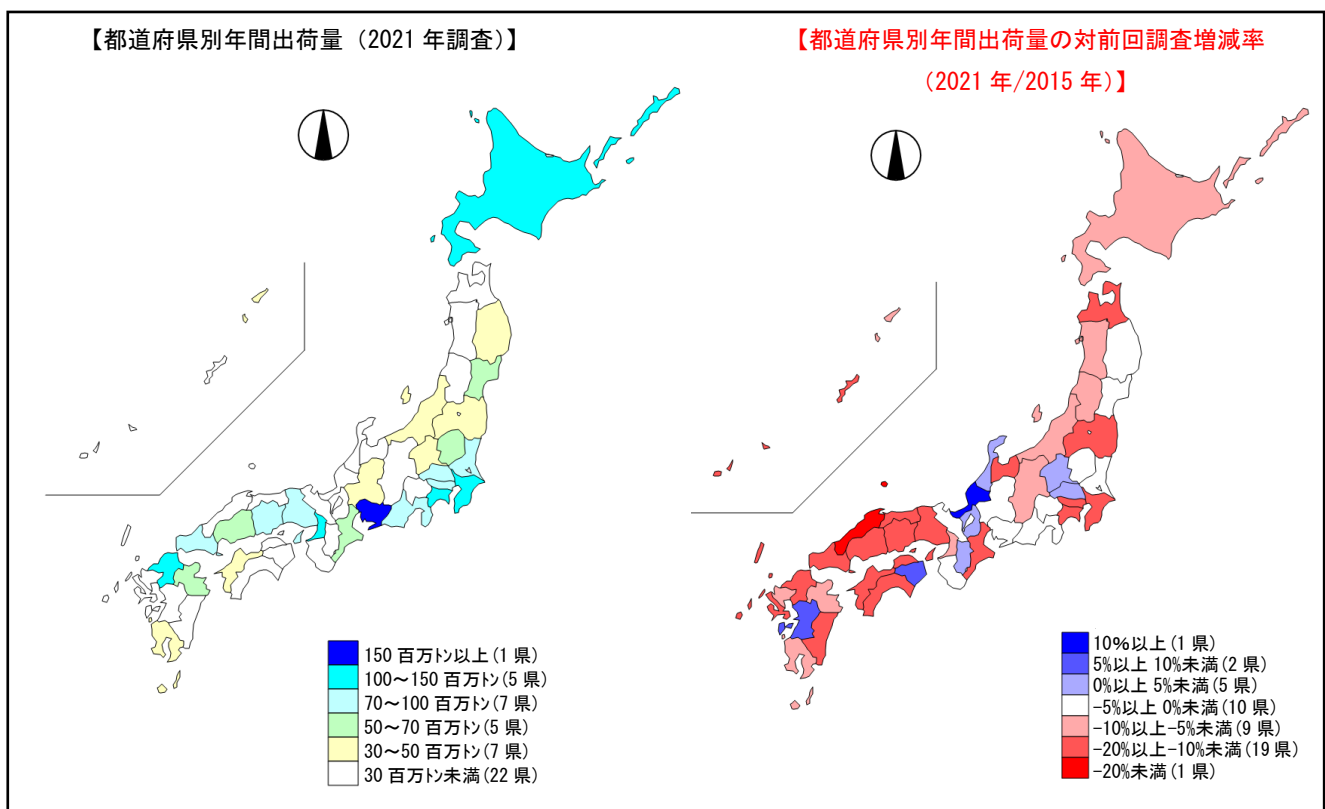 【都道府県別年間出荷量（2021 年調査）】
【都道府県別年間出荷量の対前回調査増減率
（2021 年/2015 年）】
150 百万トン以上(1 県)
100～150 百万トン(5 県)
70～100 百万トン(7 県)
50～70 百万トン(5 県)
30～50 百万トン(7 県)
30 百万トン未満(22 県)
10%以上(1 県)
5%以上 10%未満(2 県)
0%以上 5%未満(5 県)
-5%以上 0%未満(10 県)
-10%以上-5%未満(9 県)
-20%以上-10%未満(19 県)
-20%未満(1 県)